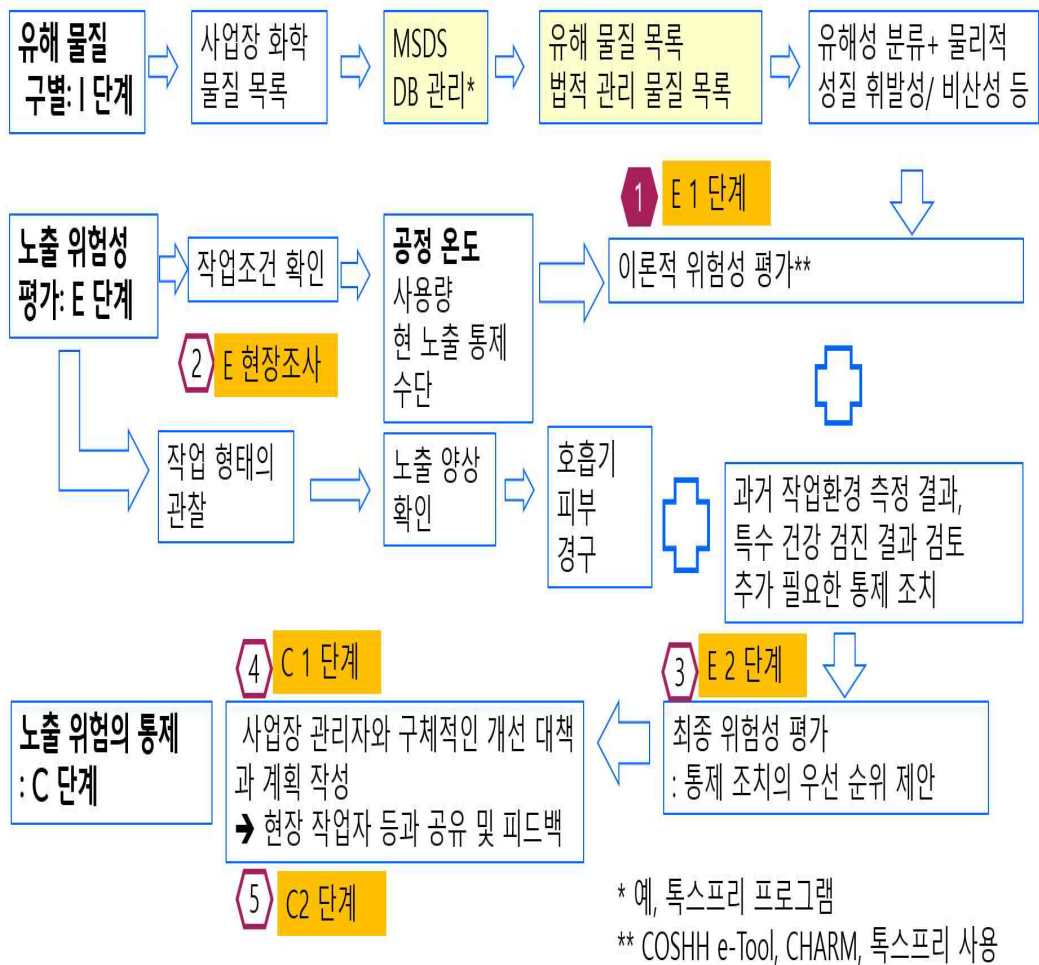 유해 물질
구별: I 단계
사업장 화학
물질 목록
MSDS
DB 관리*
유해 물질 목록
법적 관리 물질 목록
유해성 분류+ 물리적
성질 휘발성/ 비산성 등
1
E 1 단계
노출 위험성
평가: E 단계
작업조건 확인
공정 온도
사용량
현 노출 통제
수단
이론적 위험성 평가**
2
E 현장조사
작업 형태의
관찰
노출 양상
확인
호흡기
피부
경구
과거 작업환경 측정 결과,
특수 건강 검진 결과 검토
추가 필요한 통제 조치
3
E 2 단계
최종 위험성 평가
: 통제 조치의 우선 순위 제안
4
C 1 단계
노출 위험의 통제
: C 단계
사업장 관리자와 구체적인 개선 대책
과 계획 작성
➔ 현장 작업자 등과 공유 및 피드백
5
C2 단계
* 예, 톡스프리 프로그램
** COSHH e-Tool, CHARM, 톡스프리 사용